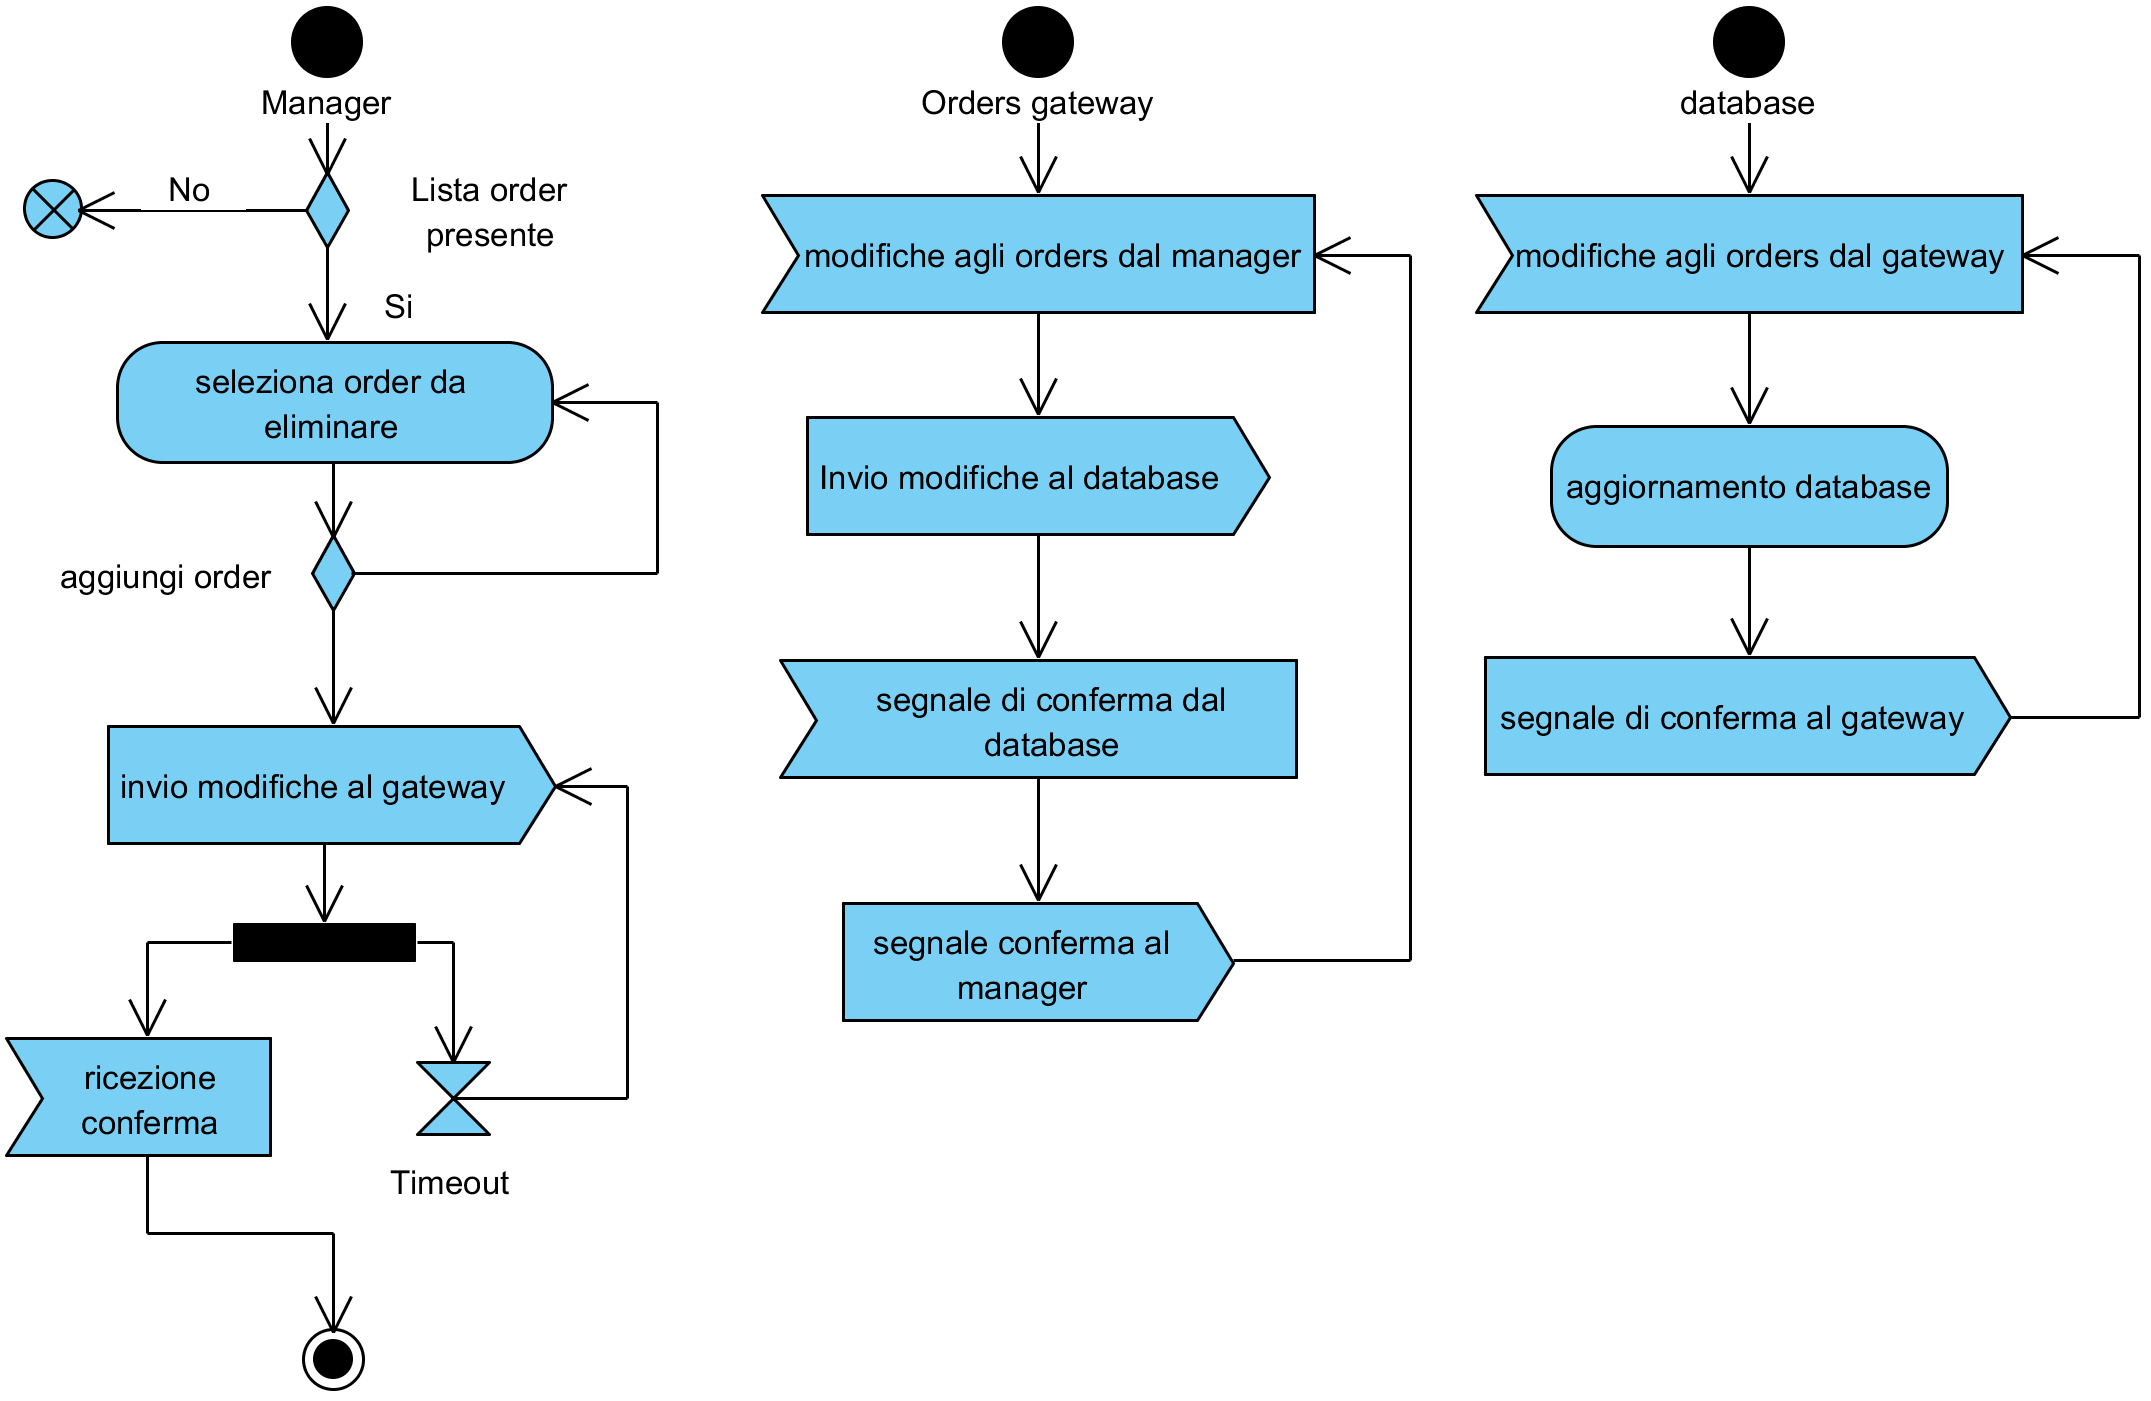 Manager
No
Lista order
presente
Si
seleziona order da
eliminare
aggiungi order
invio modifiche al gateway
ricezione
conferma
Timeout
Orders gateway
modifiche agli orders dal manager
Invio modifiche al database
segnale di conferma dal
database
segnale conferma al
manager
database
modifiche agli orders dal gateway
aggiornamento database
segnale di conferma al gateway